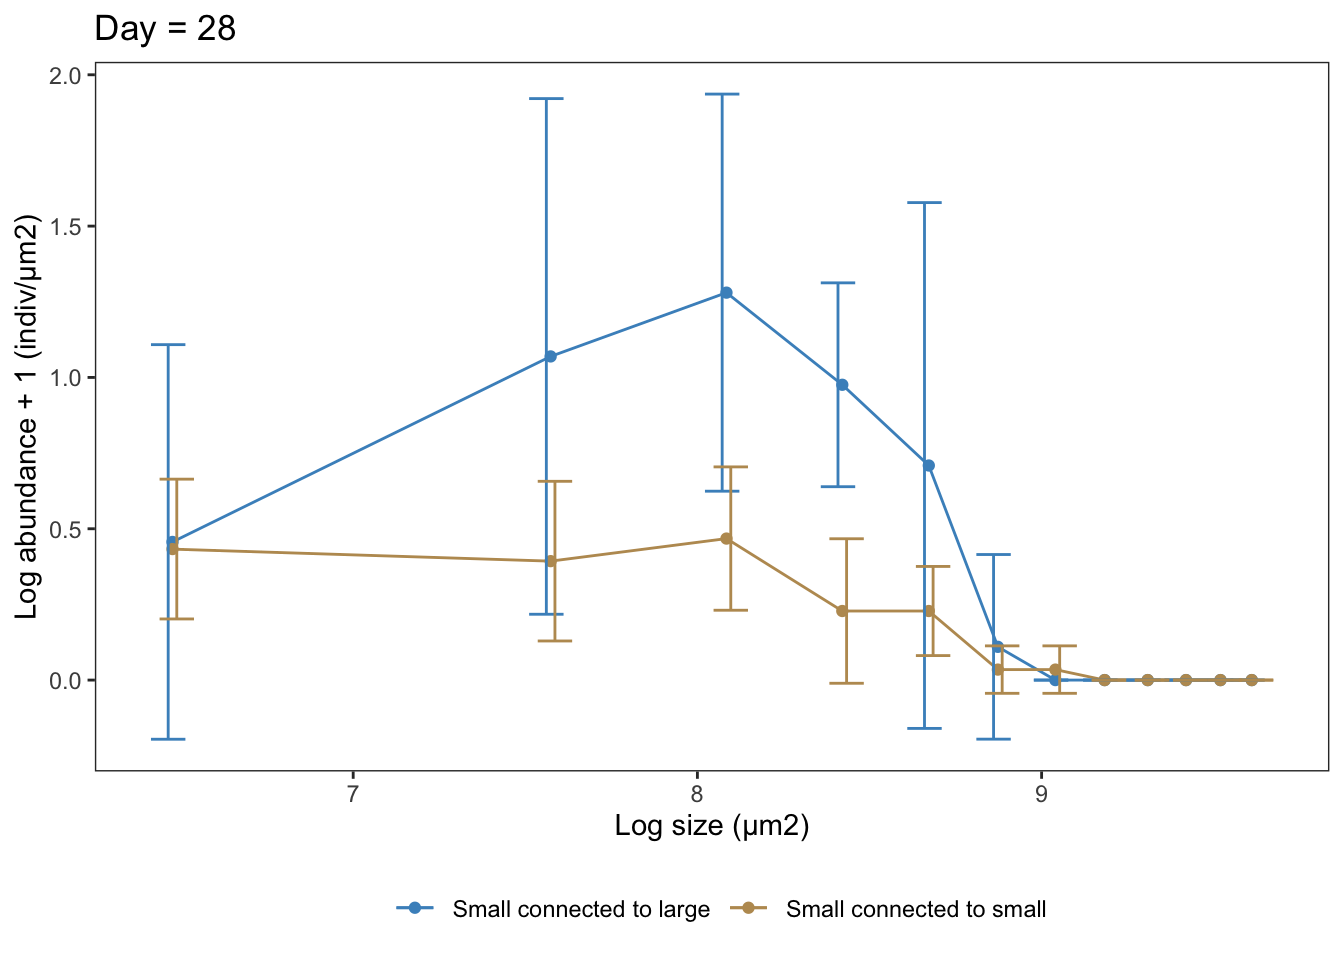 Day = 28
2.0
1.5
1.0
0.5
0.0
Log abundance + 1 (indiv/μm2)
7 8 9
Log size (μm2)
Small connected to large Small connected to small